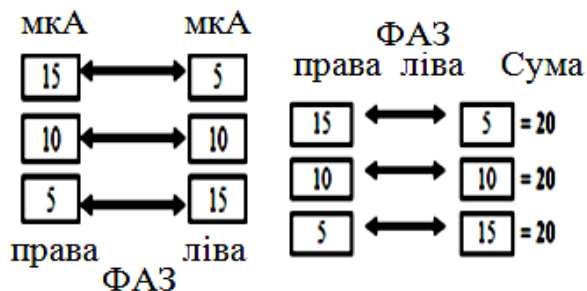 мкА мкА
15 5
10 10
5 15
права ліва
ФАЗ
ФАЗ
права ліва Сума
15 5 = 20
10 10 = 20
5 15 = 20